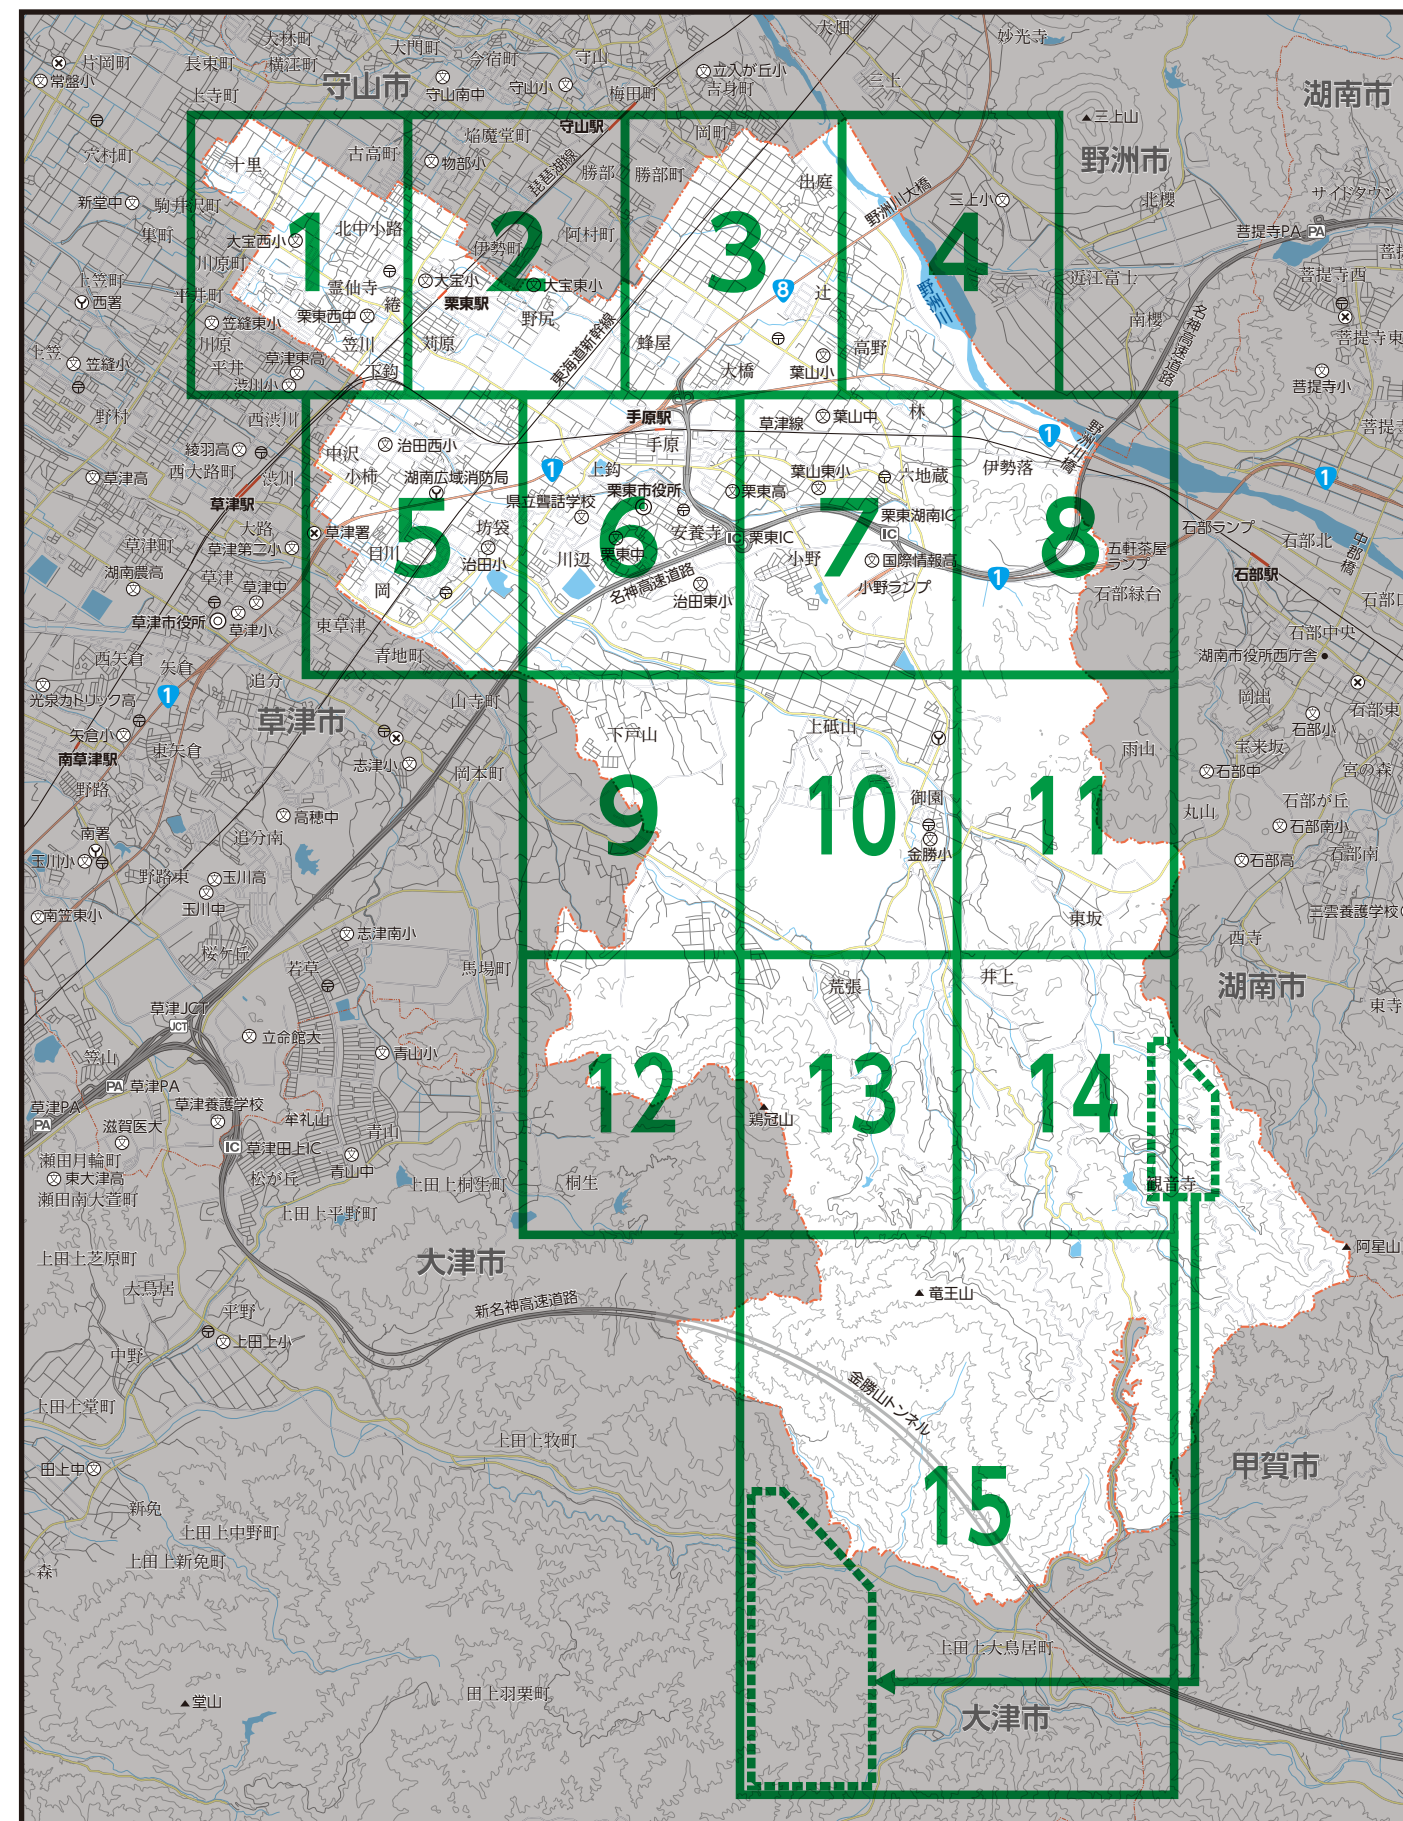 大林町
大門町
今宿町
守山
大畑
妙光寺
片岡町
長束町
横江町
常盤小
守山市
守山南中
守山小
立入が丘小
吉身町
三上
湖南市
上寺町
梅田町
守山駅
岡町
三上山
焔魔堂町
穴村町
古高町
物部小
琵琶湖線
勝部
勝部町
野洲市
十里
出庭
野洲川大橋
三上小
北櫻
サイドタウン
新堂中
駒井沢町
集町
大宝西小
北中小路
1
2
3
4
伊勢町
阿村町
菩提寺PA
PA
川原町
上笠町
西署
平井町
霊仙寺
綣
大宝小
大宝東小
栗東駅
8
辻
野洲川
近江富士
菩提寺西
笠縫東小
栗東西中
笠川
苅原
野尻
東海道新幹線
蜂屋
大橋
葉山小
高野
南櫻
名神高速道路
菩提寺東
上笠
笠縫小
川原
平井
草津東高
渋川小
下鈎
菩提寺小
野村
西渋川
手原駅
手原
草津線
葉山中
林
1
野洲川橋
綾羽高
西大路町
渋川
中沢
小柿
治田西小
湖南広域消防局
1
上鈎
栗東市役所
葉山東小
六地蔵
伊勢落
1
草津高
草津駅
県立聾話学校
栗東高
栗東湖南IC
大路
草津署
5
6
7
8
石部ランプ
草津町
草津第二小
目川
坊袋
治田小
栗東中
安養寺
IC
栗東IC
IC
国際情報高
五軒茶屋
ランプ
石部北
中郡橋
湖南農高
草津
草津中
岡
川辺
名神高速道路
治田東小
小野
小野ランプ
1
石部緑台
石部駅
草津市役所
草津小
東草津
青地町
石部中央
湖南市役所西庁舎
西矢倉
矢倉
追分
光泉カトリック高
1
草津市
山寺町
岡出
石部東
矢倉小
東矢倉
下戸山
上砥山
雨山
石部小
宝来坂
南草津駅
志津小
岡本町
石部中
宮の森
野路
9
10
御園
11
丸山
石部が丘
高穂中
追分南
南署
石部南小
金勝小
玉川小
石部高
石部南
野路東
玉川高
玉川中
南笠東小
東坂
三雲養護学校
志津南小
西寺
桜ケ丘
若草
馬場町
荒張
井上
湖南市
草津JCT
JCT
東寺
立命館大
青山小
笠山
12
13
14
PA
草津PA
草津PA
PA
草津養護学校
牟礼山
鶏冠山
滋賀医大
青山
瀬田月輪町
IC
草津田上IC
東大津高
松が丘
青山中
上田上桐生町
桐生
観音寺
瀬田南大萱町
上田上平野町
上田上芝原町
大津市
阿星山
大鳥居
新名神高速道路
竜王山
平野
中野
上田上小
金勝山トンネル
上田上堂町
上田上牧町
甲賀市
田上中
15
新免
上田上中野町
森
上田上新免町
上田上大鳥居町
堂山
田上羽栗町
大津市